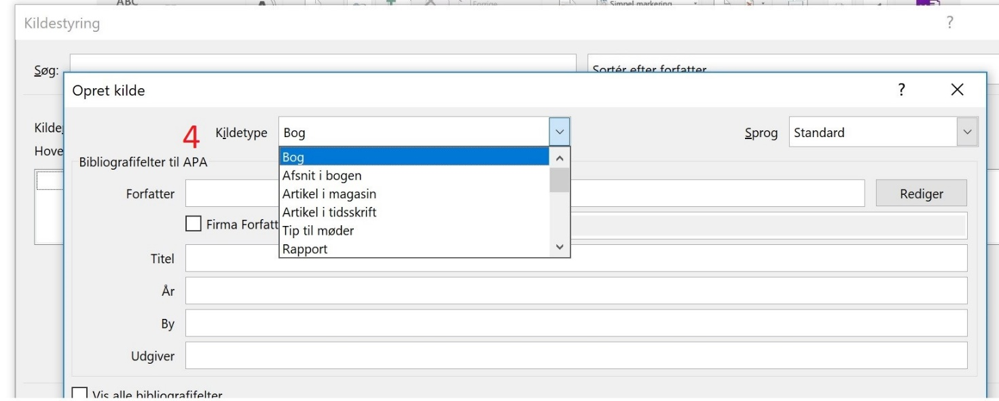 ABC
Forrige
Simpel markering
Kildestyring ?
Søg:
Sortér efter forfatter
Opret kilde ?
4 Kildetype Bog Sprog Standard
Hove
Bog
Bibliografifelter til APA
Afsnit i bogen
Forfatter Artikel i magasin Rediger
Artikel i tidsskrift
Firma Forfatt
Tip til møder
Rapport
Titel
År
By
Udgiver
Vis alle bibliografifelter